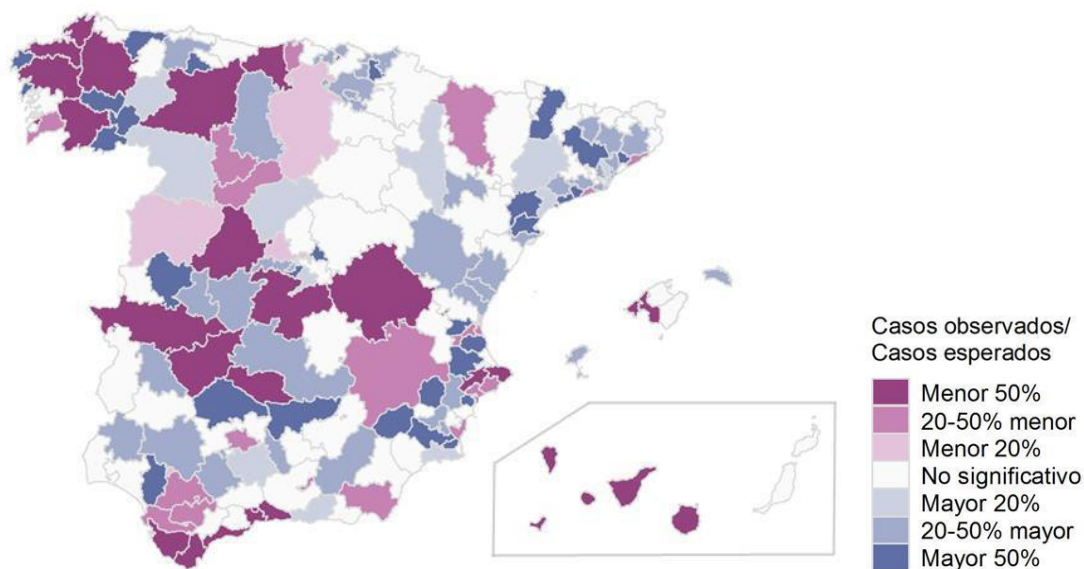 Casos observados/
Casos esperados
Menor 50%
20-50% menor
Menor 20%
No significativo
Mayor 20%
20-50% mayor
Mayor 50%